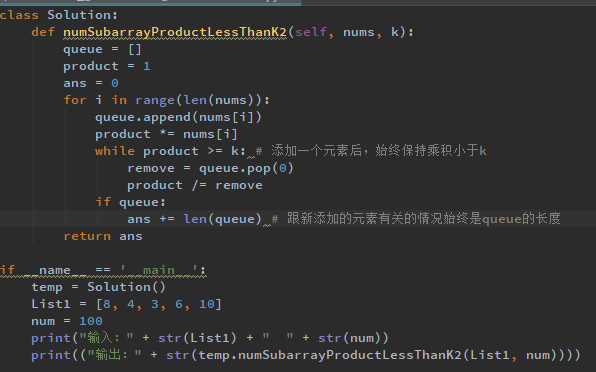 class Solution:
    def numSubarrayProductLessThanK2(self, nums, k):
        queue = []
        product = 1
        ans = 0
        for i in range(len(nums)):
            queue.append(nums[i])
            product *= nums[i]
            while product >= k: # 添加一个元素后，始终保持乘积小于k
                remove = queue.pop(0)
                product /= remove
            if queue:
                ans += len(queue) # 跟新添加的元素有关的情况始终是queue的长度
        return ans
if __name__ == '__main__':
    temp = Solution()
    List1 = [8, 4, 3, 6, 10]
    num = 100
    print("输入：" + str(List1) + "  " + str(num))
    print(("输出：" + str(temp.numSubarrayProductLessThanK2(List1, num))))